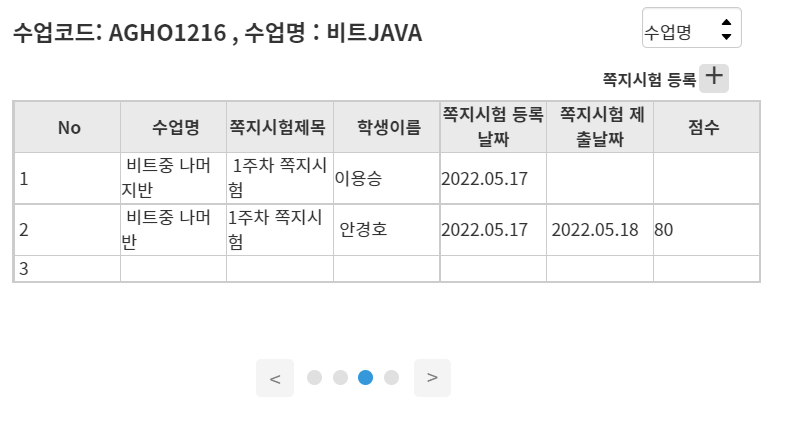 수업코드: AGHO1216 , 수업명 : 비트JAVA
수업명
쪽지시험 등록 +
No 수업명 쪽지시험제목 학생이름 쪽지시험 등록 쪽지시험 제 점수
날짜 출날짜
1 비트중 나머 1주차 쪽지시 이용승 2022.05.17
지반 험
2 비트중 나머 1주차 쪽지시 안경호 2022.05.17 2022.05.18 80
반 험
3
< >